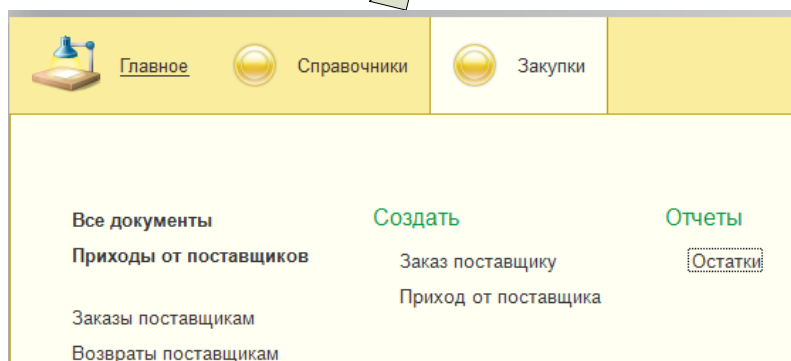 Главное Справочники Закупки
Все документы
Приходы от поставщиков
Заказы поставщикам
Возвраты поставщикам
Создать
Заказ поставщику
Приход от поставщика
Отчеты
Остатки